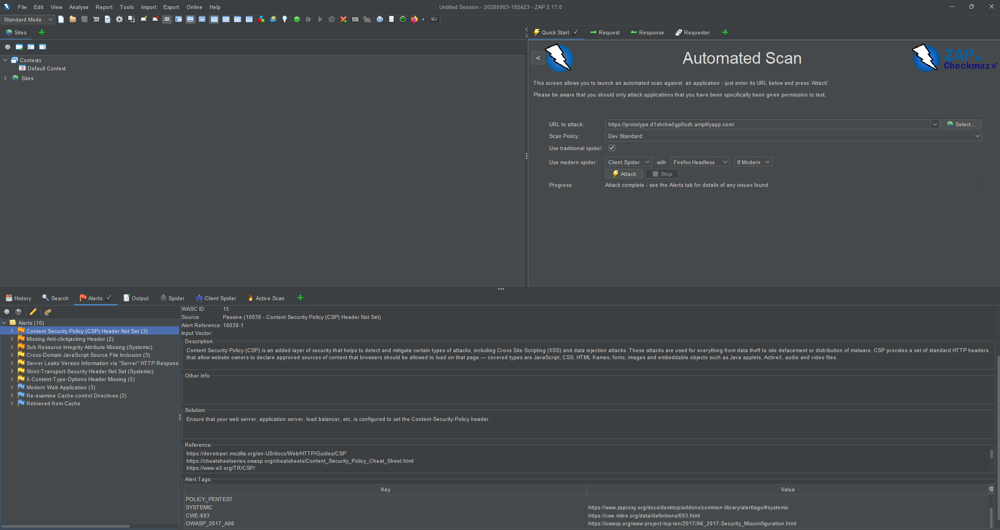 File Edit View Analyse Report Tools Import Export Online Help
Untitled Session - 20260903-192423 - ZAP 2.17.0
Standard Mode
Sites
Quick Start Request Response Requester
Contexts
Default Context
Sites
<
Automated Scan
ZAP by Checkmarx
This screen allows you to launch an automated scan against an application - just enter its URL below and press 'Attack'.
Please be aware that you should only attack applications that you have been specifically been given permission to test.
URL to attack: https://prototype.d1shchw5gp0ozh.amplifyapp.com/ Select...
Scan Policy: Dev Standard
Use traditional spider:
Use modern spider: Client Spider with Firefox Headless If Modern
Attack Stop
Progress: Attack complete - see the Alerts tab for details of any issues found
History Search Alerts Output Spider Client Spider Active Scan
Alerts (10)
Content Security Policy (CSP) Header Not Set (3)
Missing Anti-clickjacking Header (2)
Sub Resource Integrity Attribute Missing (Systemic)
Cross-Domain JavaScript Source File Inclusion (3)
Server Leaks Version Information via "Server" HTTP Respons
Strict-Transport-Security Header Not Set (Systemic)
X-Content-Type-Options Header Missing (5)
Modern Web Application (3)
Re-examine Cache-control Directives (2)
Retrieved from Cache
WASC ID: 15
Source: Passive (10038 - Content Security Policy (CSP) Header Not Set)
Alert Reference: 10038-1
Input Vector:
Description:
Content Security Policy (CSP) is an added layer of security that helps to detect and mitigate certain types of attacks, including Cross Site Scripting (XSS) and data injection attacks. These attacks are used for everything from data theft to site defacement or distribution of malware. CSP provides a set of standard HTTP headers
that allow website owners to declare approved sources of content that browsers should be allowed to load on that page — covered types are JavaScript, CSS, HTML frames, fonts, images and embeddable objects such as Java applets, ActiveX, audio and video files.
Other Info:
Solution:
Ensure that your web server, application server, load balancer, etc. is configured to set the Content-Security-Policy header.
Reference:
https://developer.mozilla.org/en-US/docs/Web/HTTP/Guides/CSP
https://cheatsheetseries.owasp.org/cheatsheets/Content_Security_Policy_Cheat_Sheet.html
https://www.w3.org/TR/CSP/
Alert Tags:
Key Value
POLICY_PENTEST
SYSTEMIC https://www.zaproxy.org/docs/desktop/addons/common-library/alerttags/#systemic
CWE-693 https://cwe.mitre.org/data/definitions/693.html
OWASP_2017_A06 https://owasp.org/www-project-top-ten/2017/A6_2017-Security_Misconfiguration.html